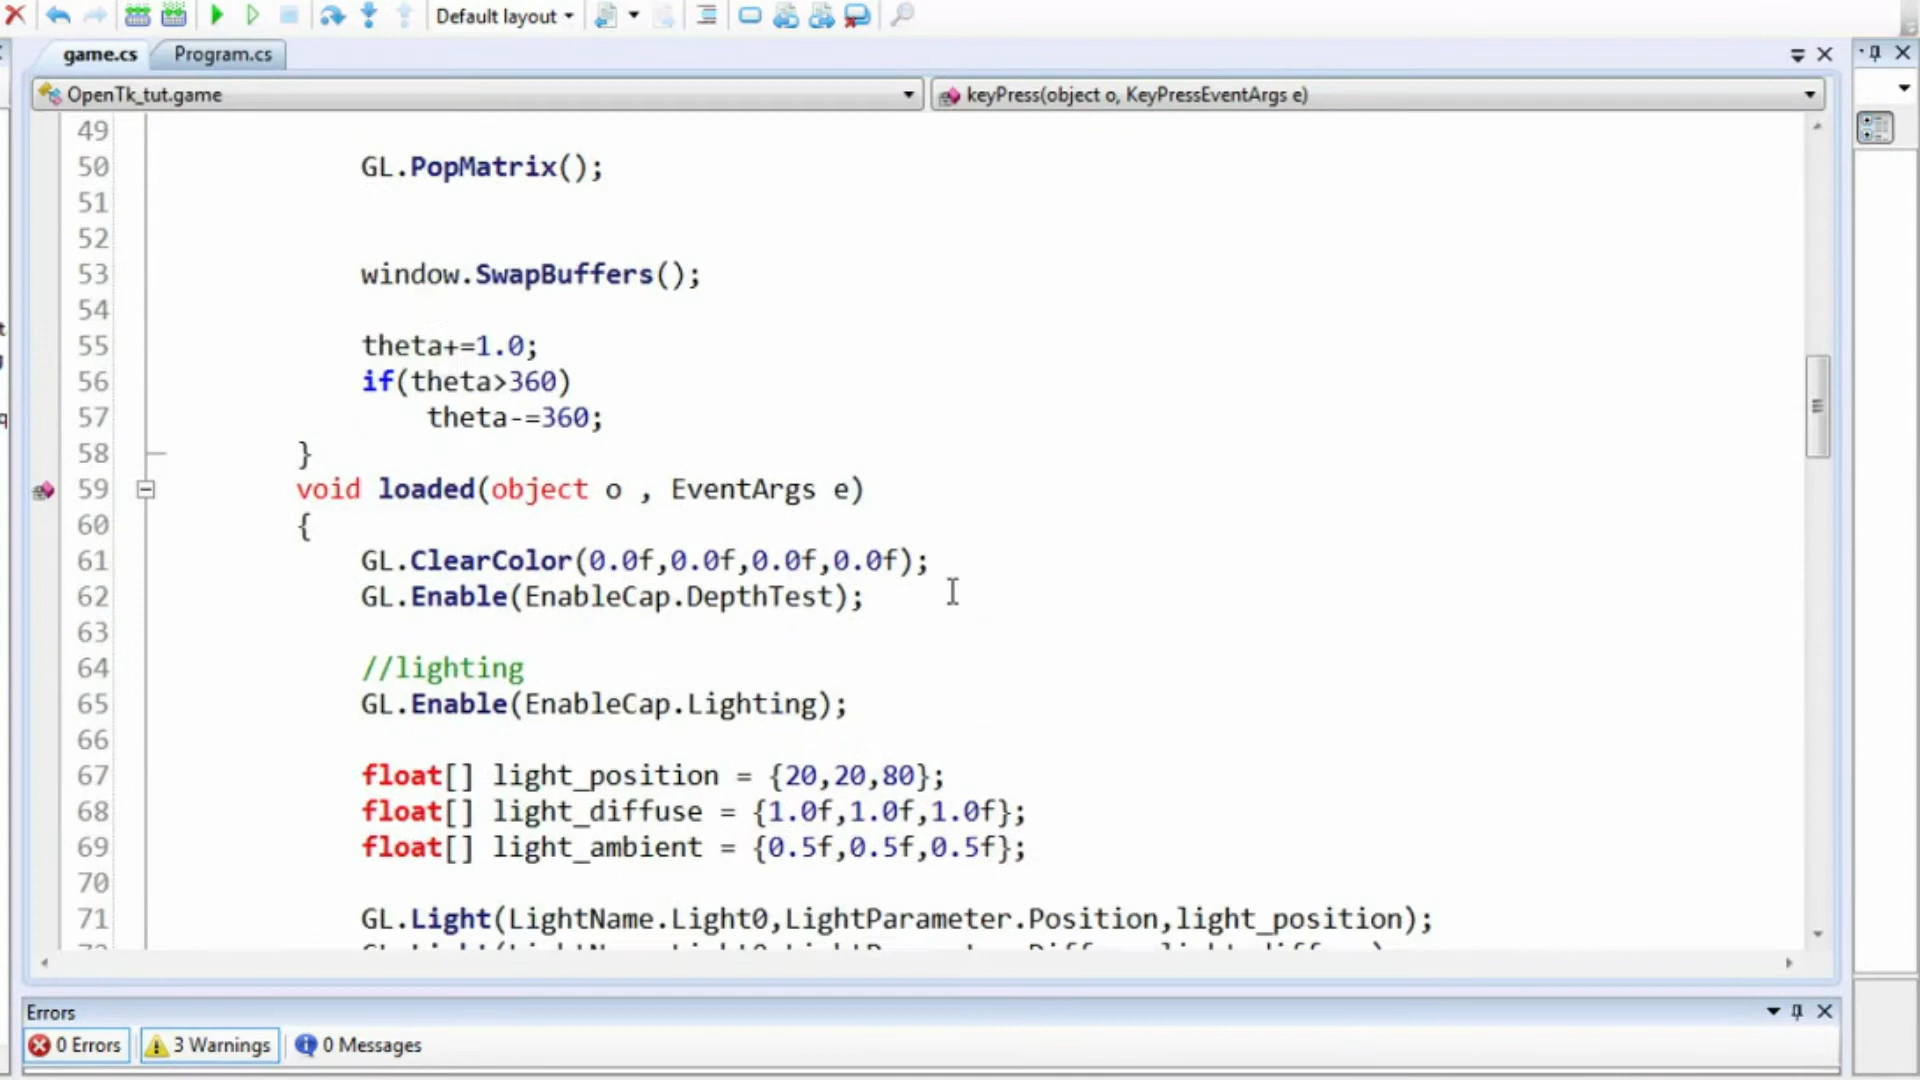 Default layout
game.cs
Program.cs
OpenTk_tut.game
keyPress(object o, KeyPressEventArgs e)
49
50 GL.PopMatrix();
51
52
53 window.SwapBuffers();
54
55 theta+=1.0;
56 if(theta>360)
57 theta-=360;
58 }
59 void loaded(object o , EventArgs e)
60 {
61 GL.ClearColor(0.0f,0.0f,0.0f,0.0f);
62 GL.Enable(EnableCap.DepthTest);
63
64 //lighting
65 GL.Enable(EnableCap.Lighting);
66
67 float[] light_position = {20,20,80};
68 float[] light_diffuse = {1.0f,1.0f,1.0f};
69 float[] light_ambient = {0.5f,0.5f,0.5f};
70
71 GL.Light(LightName.Light0,LightParameter.Position,light_position);
Errors
0 Errors
3 Warnings
0 Messages